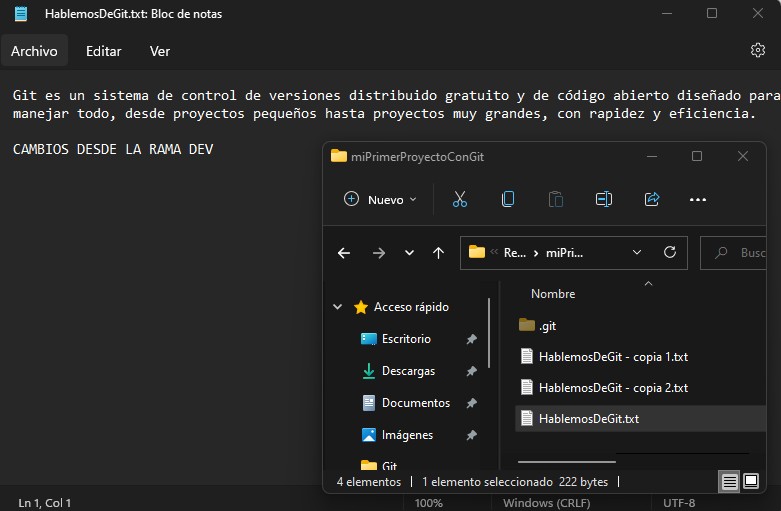 HablemosDeGit.txt: Bloc de notas
Archivo Editar Ver
Git es un sistema de control de versiones distribuido gratuito y de código abierto diseñado para
manejar todo, desde proyectos pequeños hasta proyectos muy grandes, con rapidez y eficiencia.
CAMBIOS DESDE LA RAMA DEV
miPrimerProyectoConGit
Nuevo
« Re... › miPri...
Busc
Nombre
Acceso rápido
Escritorio
Descargas
Documentos
Imágenes
Git
.git
HablemosDeGit - copia 1.txt
HablemosDeGit - copia 2.txt
HablemosDeGit.txt
4 elementos | 1 elemento seleccionado 222 bytes |
Ln 1, Col 1 100% Windows (CRLF) UTF-8